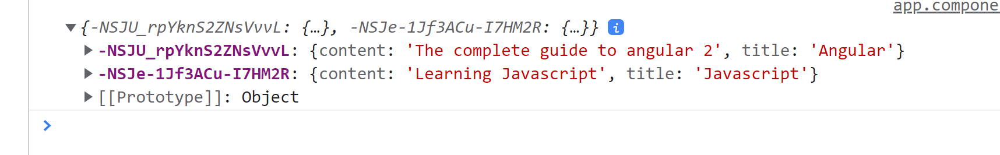 app.compone
▼ {-NSJU_rpYknS2ZNsVvvL: {…}, -NSJe-1Jf3ACu-I7HM2R: {…}} i
▶ -NSJU_rpYknS2ZNsVvvL: {content: 'The complete guide to angular 2', title: 'Angular'}
▶ -NSJe-1Jf3ACu-I7HM2R: {content: 'Learning Javascript', title: 'Javascript'}
▶ [[Prototype]]: Object
>